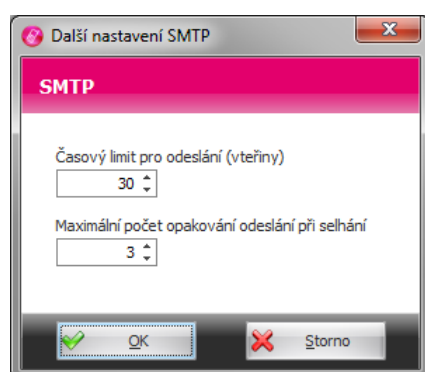 Další nastavení SMTP
SMTP
Časový limit pro odeslání (vteřiny)
30
Maximální počet opakování odeslání při selhání
3
OK
Storno